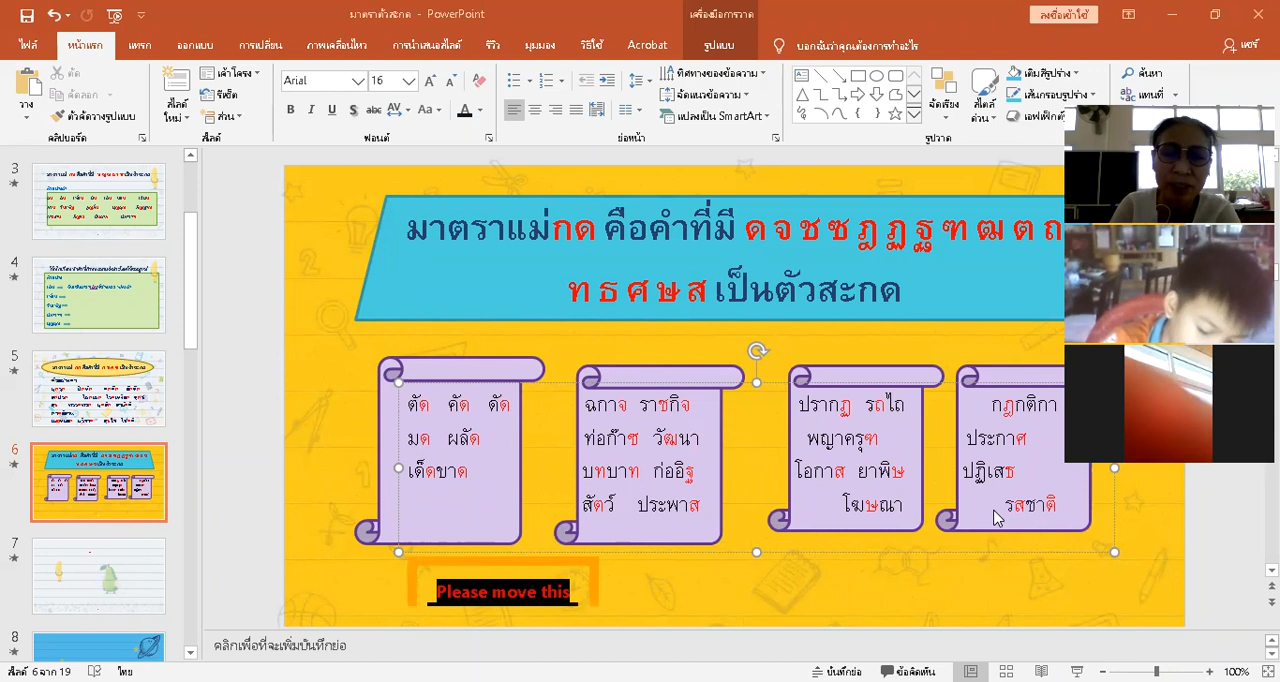 มาตราตัวสะกด - PowerPoint
เครื่องมือการวาด
ลงชื่อเข้าใช้
ไฟล์ หน้าแรก แทรก ออกแบบ การเปลี่ยน ภาพเคลื่อนไหว การนำเสนอสไลด์ รีวิว มุมมอง วิธีใช้ Acrobat รูปแบบ บอกฉันว่าคุณต้องการทำอะไร แชร์
วาง
ตัด
คัดลอก
ตัวคัดวางรูปแบบ
คลิปบอร์ด
สไลด์ใหม่
เค้าโครง
รีเซ็ต
ส่วน
สไลด์
Arial 16
ฟอนต์
ทิศทางของข้อความ
จัดแนวข้อความ
แปลงเป็น SmartArt
ย่อหน้า
จัดเรียง
สไตล์ด่วน
เติมสีรูปร่าง
เส้นกรอบรูปร่าง
รูปวาด
ค้นหา
แทนที่
3
4
5
6
7
8
มาตราแม่กด คือคำที่มี ด จ ช ซ ฎ ฏ ฐ ฑ ฒ ต ถ
ท ธ ศ ษ ส เป็นตัวสะกด
ตัด คัด ดัด
มด ผลัด
เด็ดขาด
ฉกาจ ราชกิจ
ท่อก๊าซ วัฒนา
บทบาท ก่ออิฐ
สัตว์ ประพาส
ปรากฏ รถไถ
พญาครุฑ
โอกาส ยาพิษ
โฆษณา
กฎกติกา
ประกาศ
ปฏิเสธ
รสชาติ
Please move this
คลิกเพื่อที่จะเพิ่มบันทึกย่อ
สไลด์ 6 จาก 19 ไทย บันทึกย่อ ข้อคิดเห็น 100%